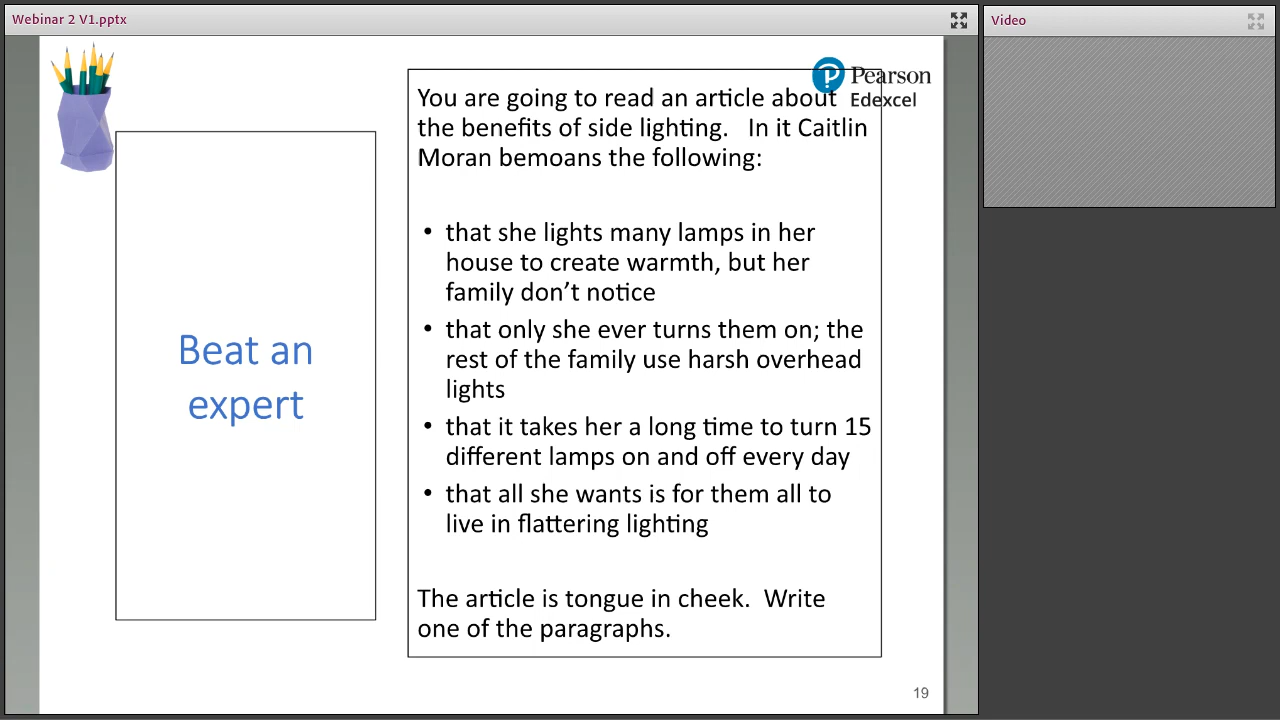 Webinar 2 V1.pptx
Video
Pearson
Edexcel
You are going to read an article about
the benefits of side lighting.   In it Caitlin
Moran bemoans the following:
• that she lights many lamps in her
house to create warmth, but her
family don’t notice
• that only she ever turns them on; the
rest of the family use harsh overhead
lights
• that it takes her a long time to turn 15
different lamps on and off every day
• that all she wants is for them all to
live in flattering lighting
The article is tongue in cheek.  Write
one of the paragraphs.
Beat an
expert
19